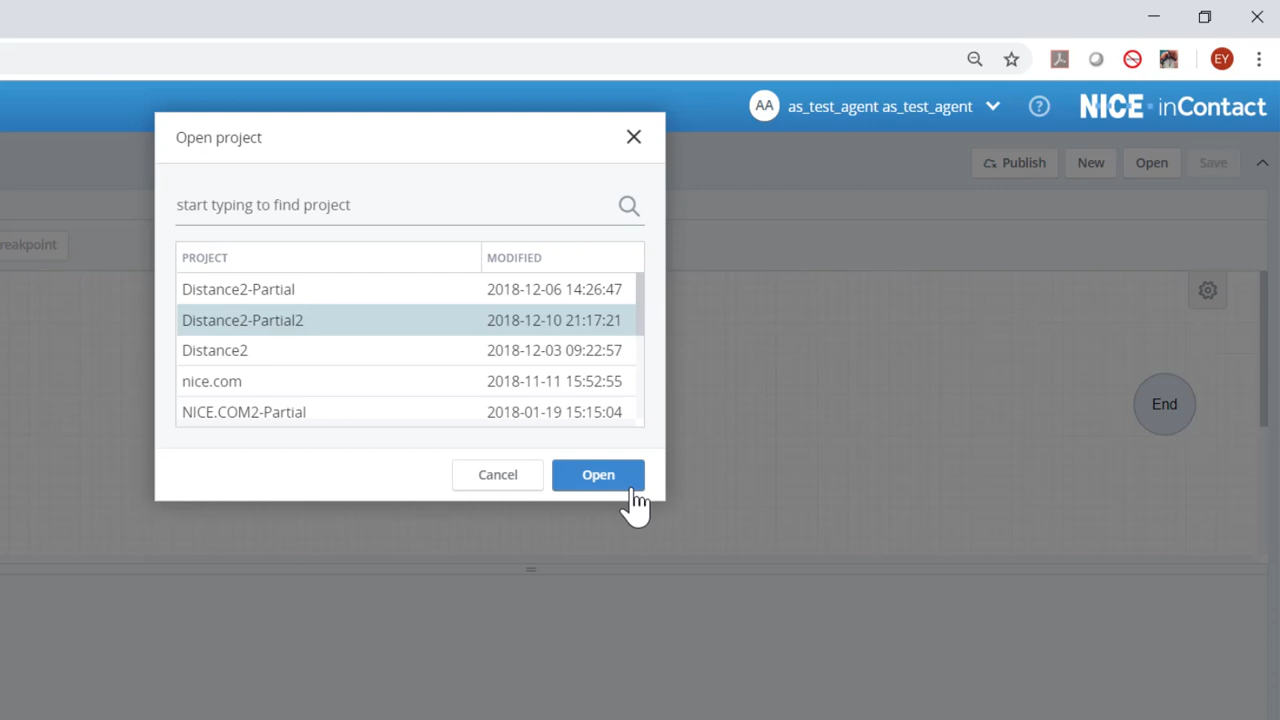 EY
AA as_test_agent as_test_agent ? NICE inContact
Open project
Publish New Open Save
start typing to find project
reakpoint
PROJECT MODIFIED
Distance2-Partial 2018-12-06 14:26:47
Distance2-Partial2 2018-12-10 21:17:21
Distance2 2018-12-03 09:22:57
nice.com 2018-11-11 15:52:55
NICE.COM2-Partial 2018-01-19 15:15:04
End
Cancel Open